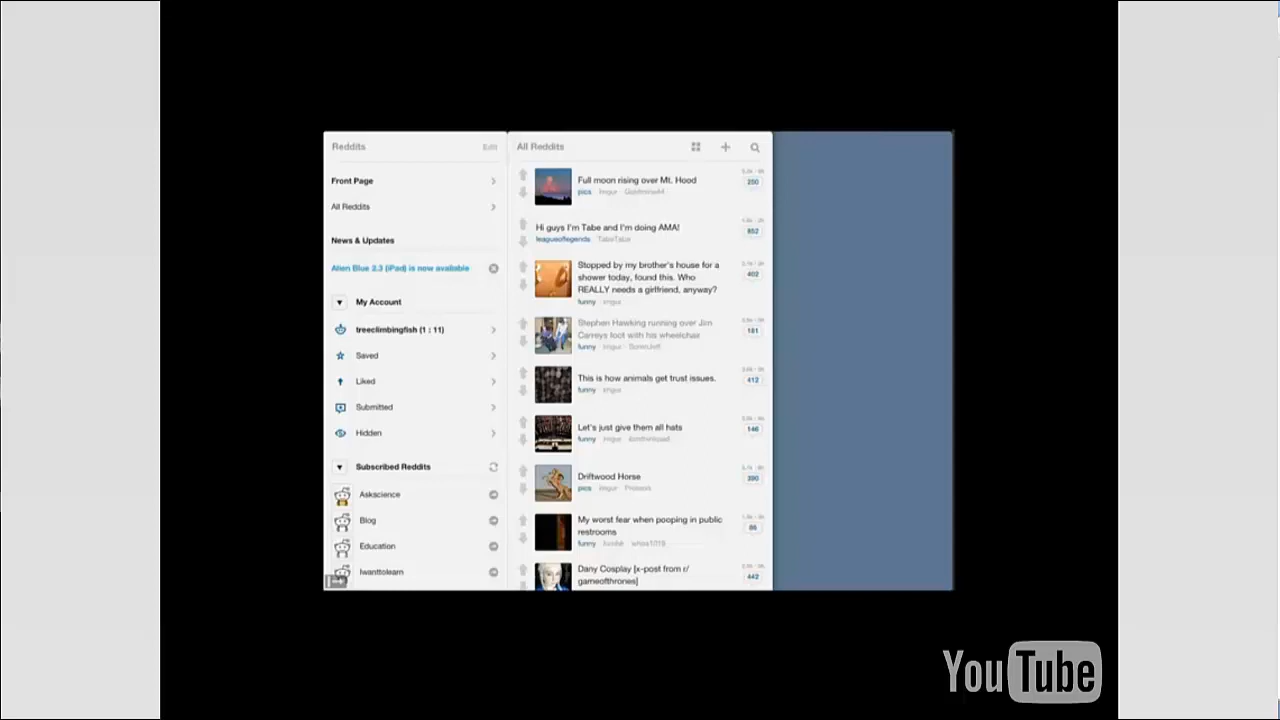 Reddits
Edit
Front Page
All Reddits
News & Updates
Alien Blue 2.3 (iPad) is now available
My Account
treeclimbingfish (1 : 11)
Saved
Liked
Submitted
Hidden
Subscribed Reddits
Askscience
Blog
Education
Iwanttolearn
All Reddits
Full moon rising over Mt. Hood
pics imgur
250
Hi guys I'm Tabe and I'm doing AMA!
leagueoflegends
852
Stopped by my brother's house for a
shower today, found this. Who
REALLY needs a girlfriend, anyway?
funny imgur
402
Stephen Hawking running over Jim
Carreys foot with his wheelchair
funny imgur
181
This is how animals get trust issues.
funny imgur
412
Let's just give them all hats
funny imgur
146
Driftwood Horse
pics imgur
390
My worst fear when pooping in public
restrooms
funny
86
Dany Cosplay [x-post from r/
gameofthrones]
442
YouTube